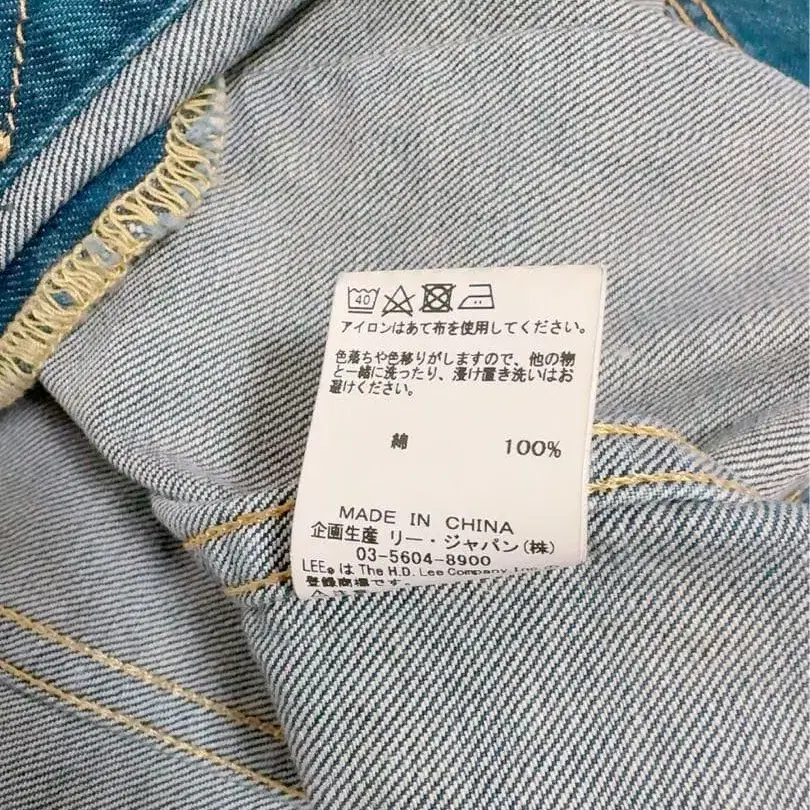 40
アイロンはあて布を使用してください。
色落ちや色移りがしますので、他の物
と一緒に洗ったり、浸け置き洗いはお
避けください。
綿 100%
MADE IN CHINA
企画生産 リー・ジャパン(株)
03-5604-8900
LEE®は The H.D. Lee Company
登録商標です。